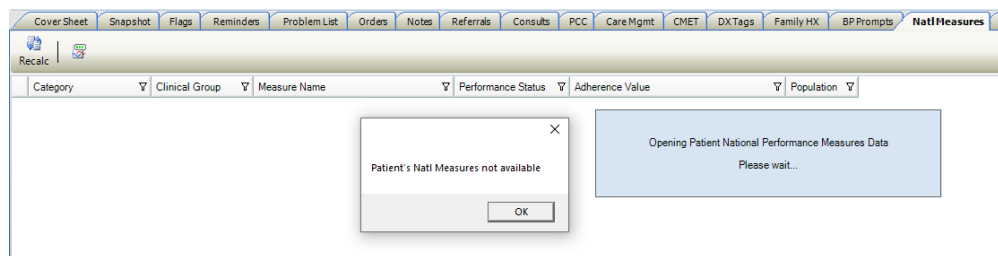 Cover Sheet Snapshot Flags Reminders Problem List Orders Notes Referrals Consults PCC Care Mgmt CMET DX Tags Family HX BP Prompts Natl Measures
Recalc
Category Clinical Group Measure Name Performance Status Adherence Value Population
Opening Patient National Performance Measures Data
Please wait...
Patient's Natl Measures not available
OK